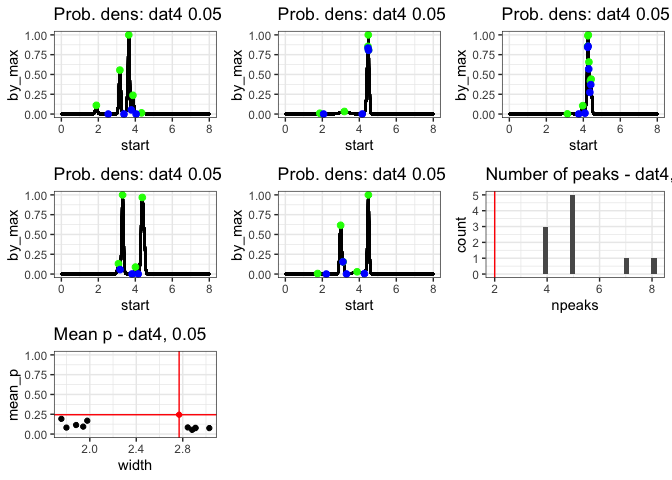 Prob. dens: dat4 0.05
Prob. dens: dat4 0.05
Prob. dens: dat4 0.05
by_max
1.00
0.75
0.50
0.25
0.00
0 2 4 6 8
start
by_max
1.00
0.75
0.50
0.25
0.00
0 2 4 6 8
start
by_max
1.00
0.75
0.50
0.25
0.00
0 2 4 6 8
start
Prob. dens: dat4 0.05
Prob. dens: dat4 0.05
Number of peaks - dat4,
by_max
1.00
0.75
0.50
0.25
0.00
0 2 4 6 8
start
by_max
1.00
0.75
0.50
0.25
0.00
0 2 4 6 8
start
count
5
4
3
2
1
0
2 4 6 8
npeaks
Mean p - dat4, 0.05
mean_p
1.00
0.75
0.50
0.25
0.00
2.0 2.4 2.8
width